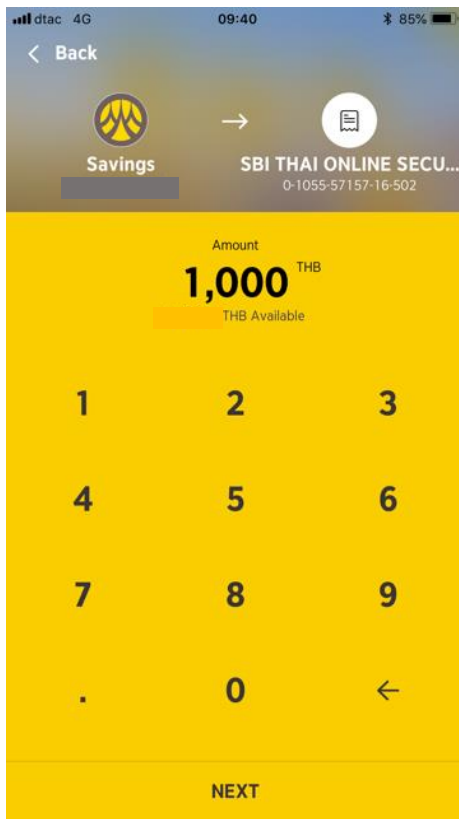 dtac 4G 09:40 85%
Back
Savings SBI THAI ONLINE SECU...
0-1055-57157-16-502
Amount
1,000 THB
THB Available
1 2 3
4 5 6
7 8 9
. 0
NEXT